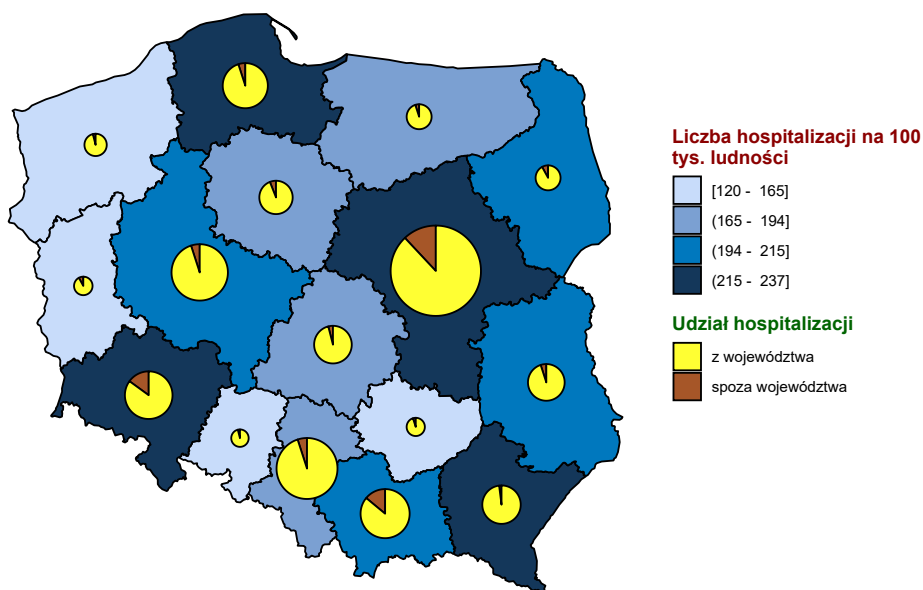 Liczba hospitalizacji na 100
tys. ludności
[120 - 165]
(165 - 194]
(194 - 215]
(215 - 237]
Udział hospitalizacji
z województwa
spoza województwa